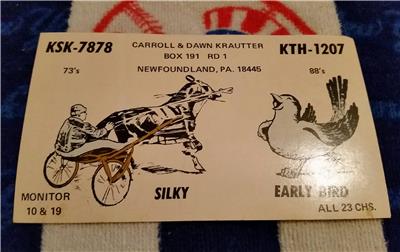 KSK-7878 CARROLL & DAWN KRAUTTER KTH-1207
BOX 191 RD 1
73's NEWFOUNDLAND, PA. 18445 88's
MONITOR SILKY EARLY BIRD
10 & 19 ALL 23 CHS.